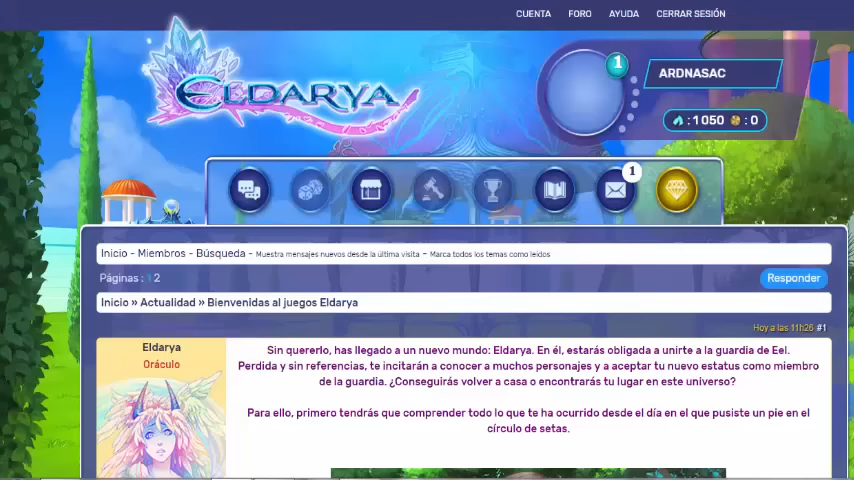 CUENTA FORO AYUDA CERRAR SESIÓN
ELDARYA
1
ARDNASAC
: 1 050 : 0
1
Inicio - Miembros - Búsqueda - Muestra mensajes nuevos desde la última visita - Marca todos los temas como leídos
Páginas : 1 2
Responder
Inicio » Actualidad » Bienvenidas al juegos Eldarya
Hoy a las 11h26 #1
Eldarya
Oráculo
Sin quererlo, has llegado a un nuevo mundo: Eldarya. En él, estarás obligada a unirte a la guardia de Eel.
Perdida y sin referencias, te incitarán a conocer a muchos personajes y a aceptar tu nuevo estatus como miembro
de la guardia. ¿Conseguirás volver a casa o encontrarás tu lugar en este universo?
Para ello, primero tendrás que comprender todo lo que te ha ocurrido desde el día en el que pusiste un pie en el
círculo de setas.